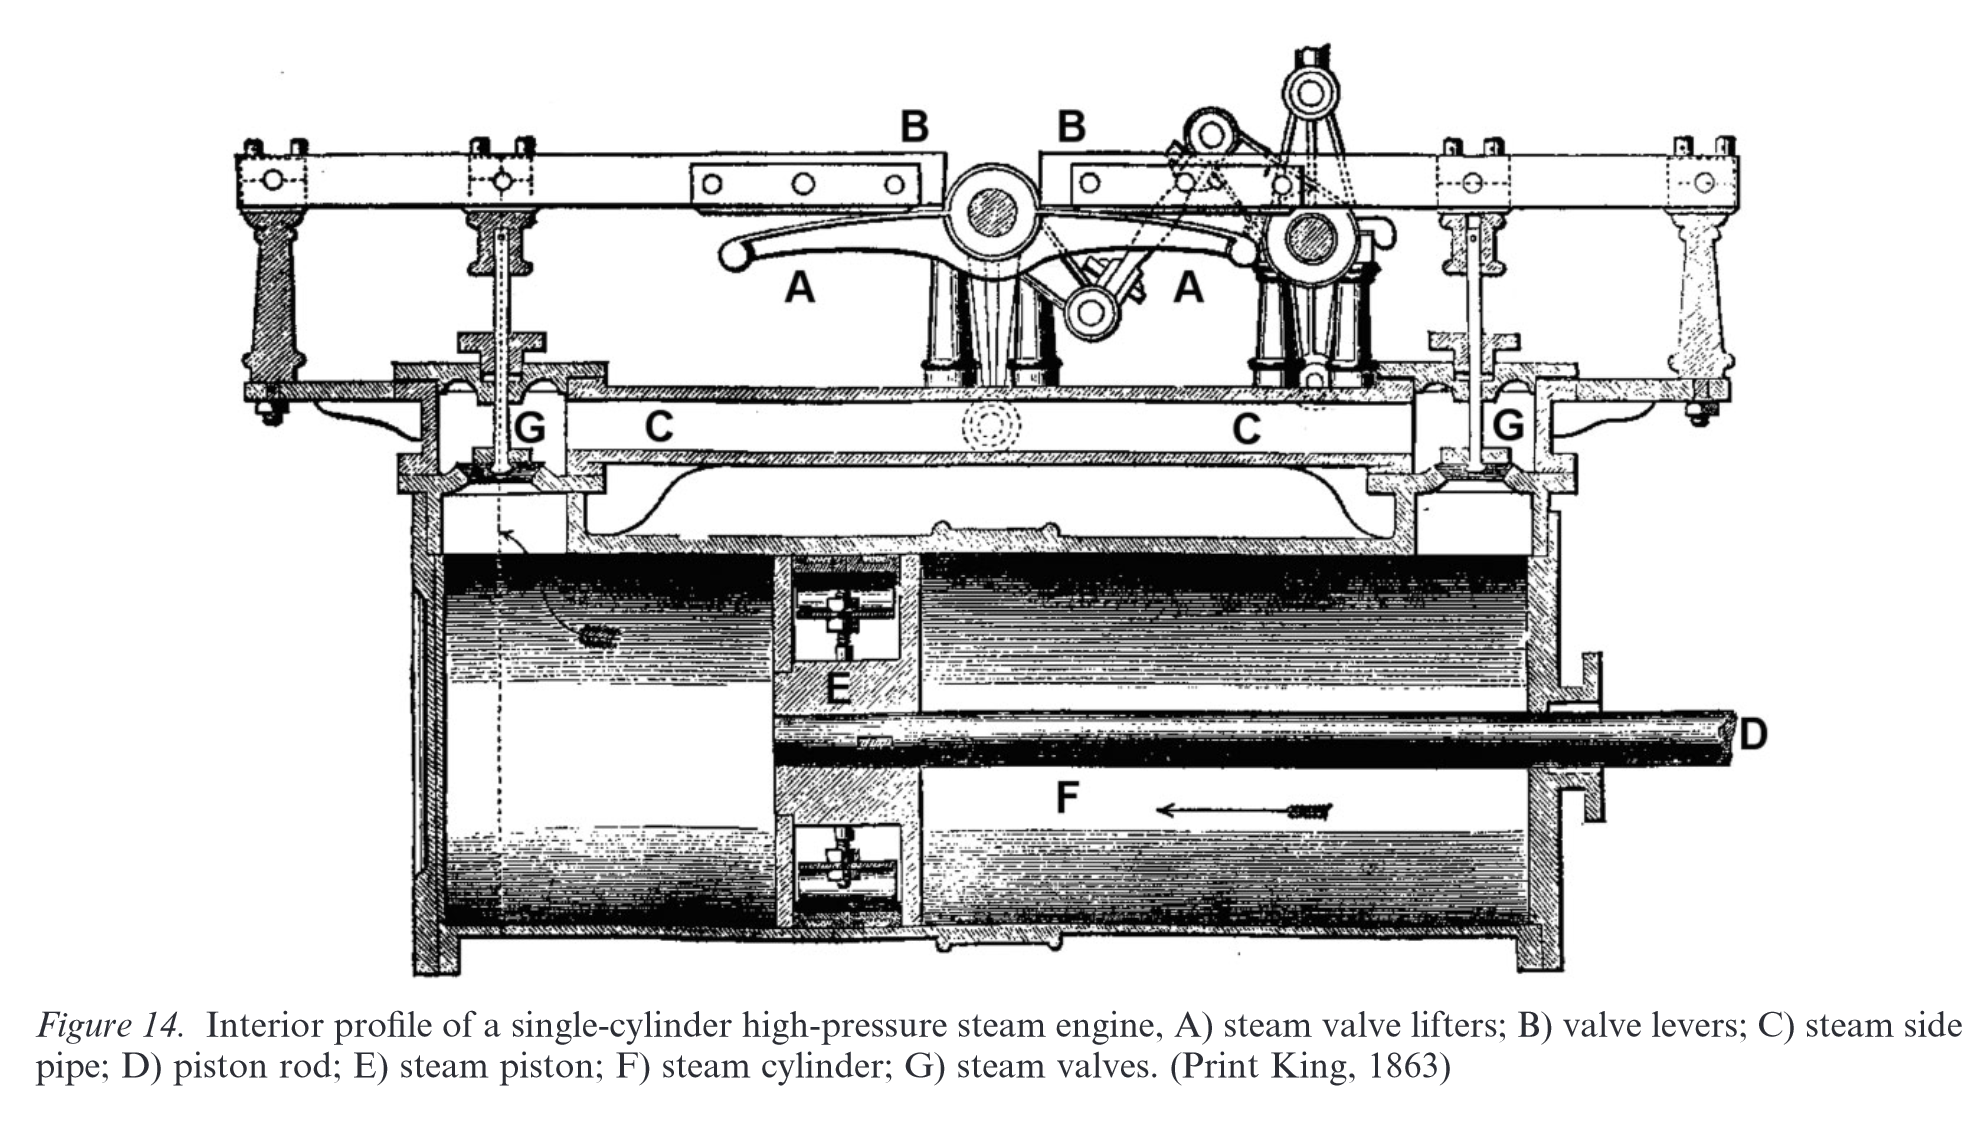 B B
A A
G C C G
E
D
F
Figure 14. Interior profile of a single-cylinder high-pressure steam engine, A) steam valve lifters; B) valve levers; C) steam side
pipe; D) piston rod; E) steam piston; F) steam cylinder; G) steam valves. (Print King, 1863)